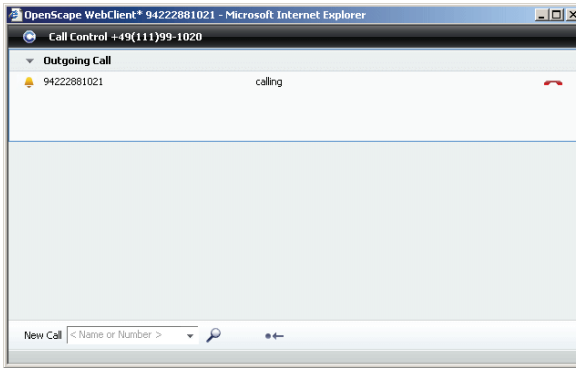 OpenScape WebClient* 94222881021 - Microsoft Internet Explorer
Call Control +49(111)99-1020
Outgoing Call
94222881021 calling
New Call < Name or Number >